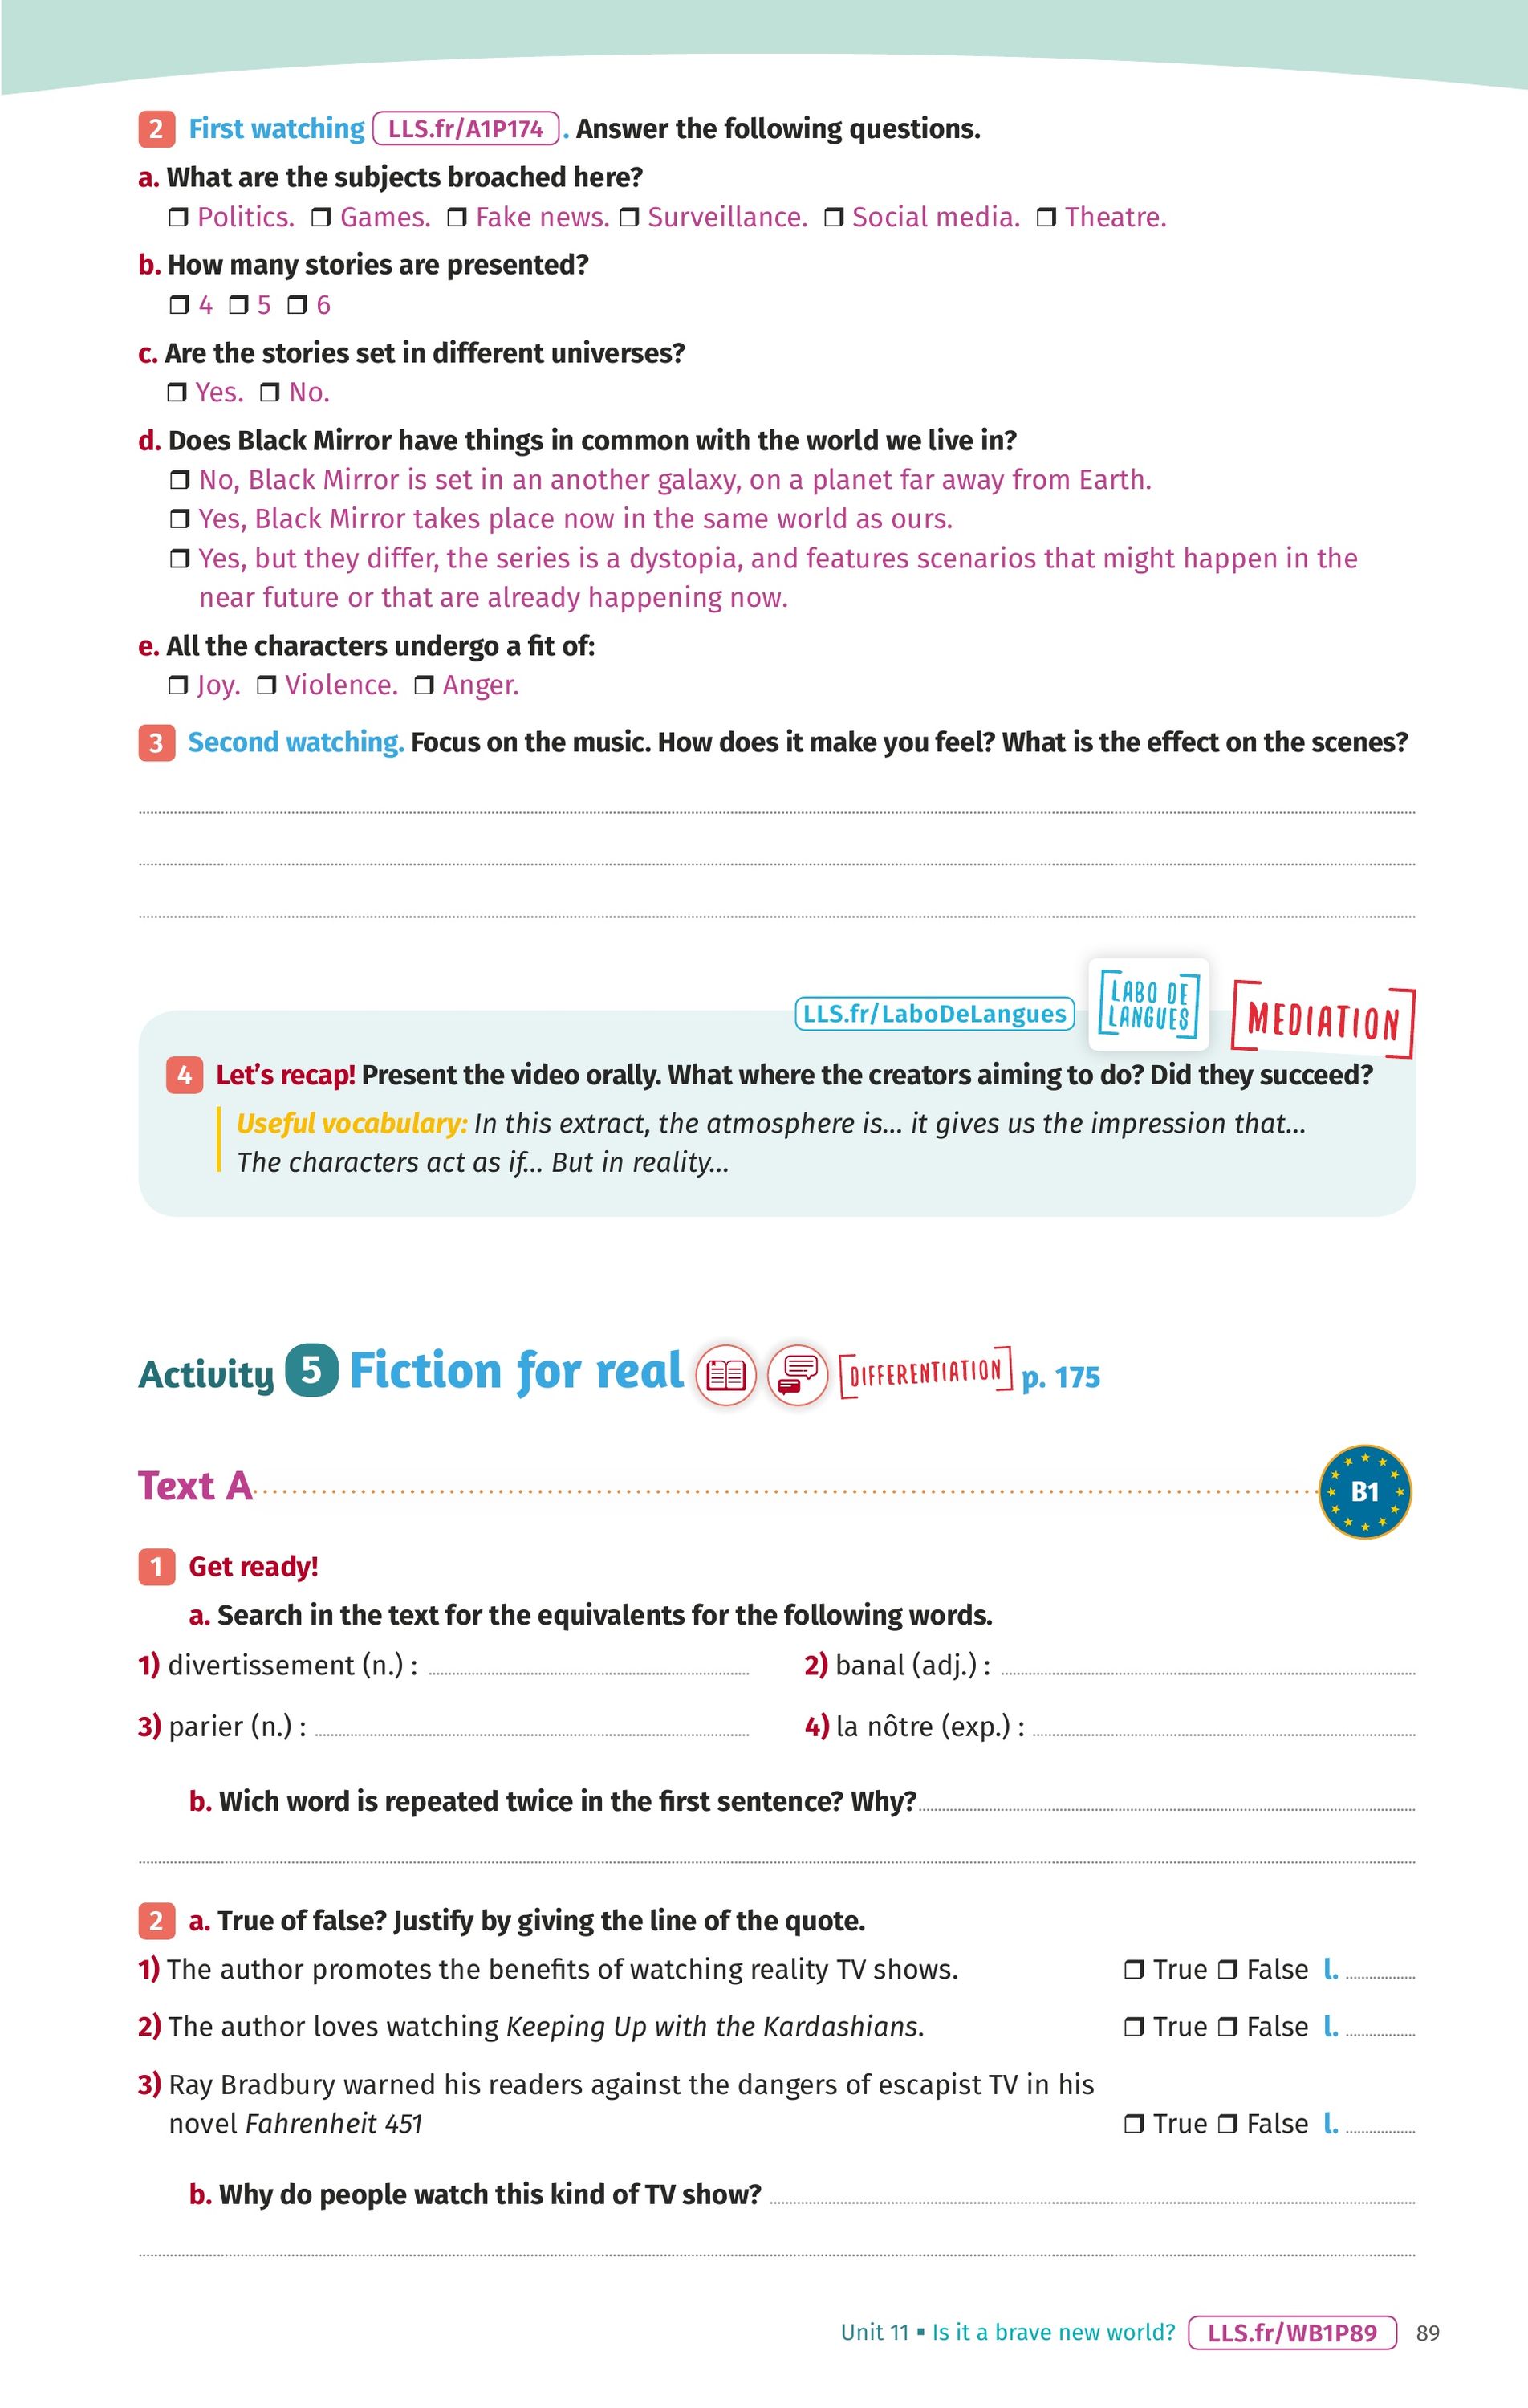 2 First watching LLS.fr/A1P174 . Answer the following questions.
a. What are the subjects broached here?
❒ Politics. ❒ Games. ❒ Fake news. ❒ Surveillance. ❒ Social media. ❒ Theatre.
b. How many stories are presented?
❒ 4 ❒ 5 ❒ 6
c. Are the stories set in different universes?
❒ Yes. ❒ No.
d. Does Black Mirror have things in common with the world we live in?
❒ No, Black Mirror is set in an another galaxy, on a planet far away from Earth.
❒ Yes, Black Mirror takes place now in the same world as ours.
❒ Yes, but they differ, the series is a dystopia, and features scenarios that might happen in the
near future or that are already happening now.
e. All the characters undergo a fit of:
❒ Joy. ❒ Violence. ❒ Anger.
3 Second watching. Focus on the music. How does it make you feel? What is the effect on the scenes?
LLS.fr/LaboDeLangues
LABO DE
LANGUES
MEDIATION
4 Let's recap! Present the video orally. What where the creators aiming to do? Did they succeed?
Useful vocabulary: In this extract, the atmosphere is... it gives us the impression that...
The characters act as if... But in reality...
Activity 5 Fiction for real DIFFERENTIATION p. 175
Text A B1
1 Get ready!
a. Search in the text for the equivalents for the following words.
1) divertissement (n.) : 2) banal (adj.) :
3) parier (n.) : 4) la nôtre (exp.) :
b. Wich word is repeated twice in the first sentence? Why?
2 a. True of false? Justify by giving the line of the quote.
1) The author promotes the benefits of watching reality TV shows. ❒ True ❒ False l.
2) The author loves watching Keeping Up with the Kardashians. ❒ True ❒ False l.
3) Ray Bradbury warned his readers against the dangers of escapist TV in his
novel Fahrenheit 451 ❒ True ❒ False l.
b. Why do people watch this kind of TV show?
Unit 11 ▪ Is it a brave new world? LLS.fr/WB1P89 89